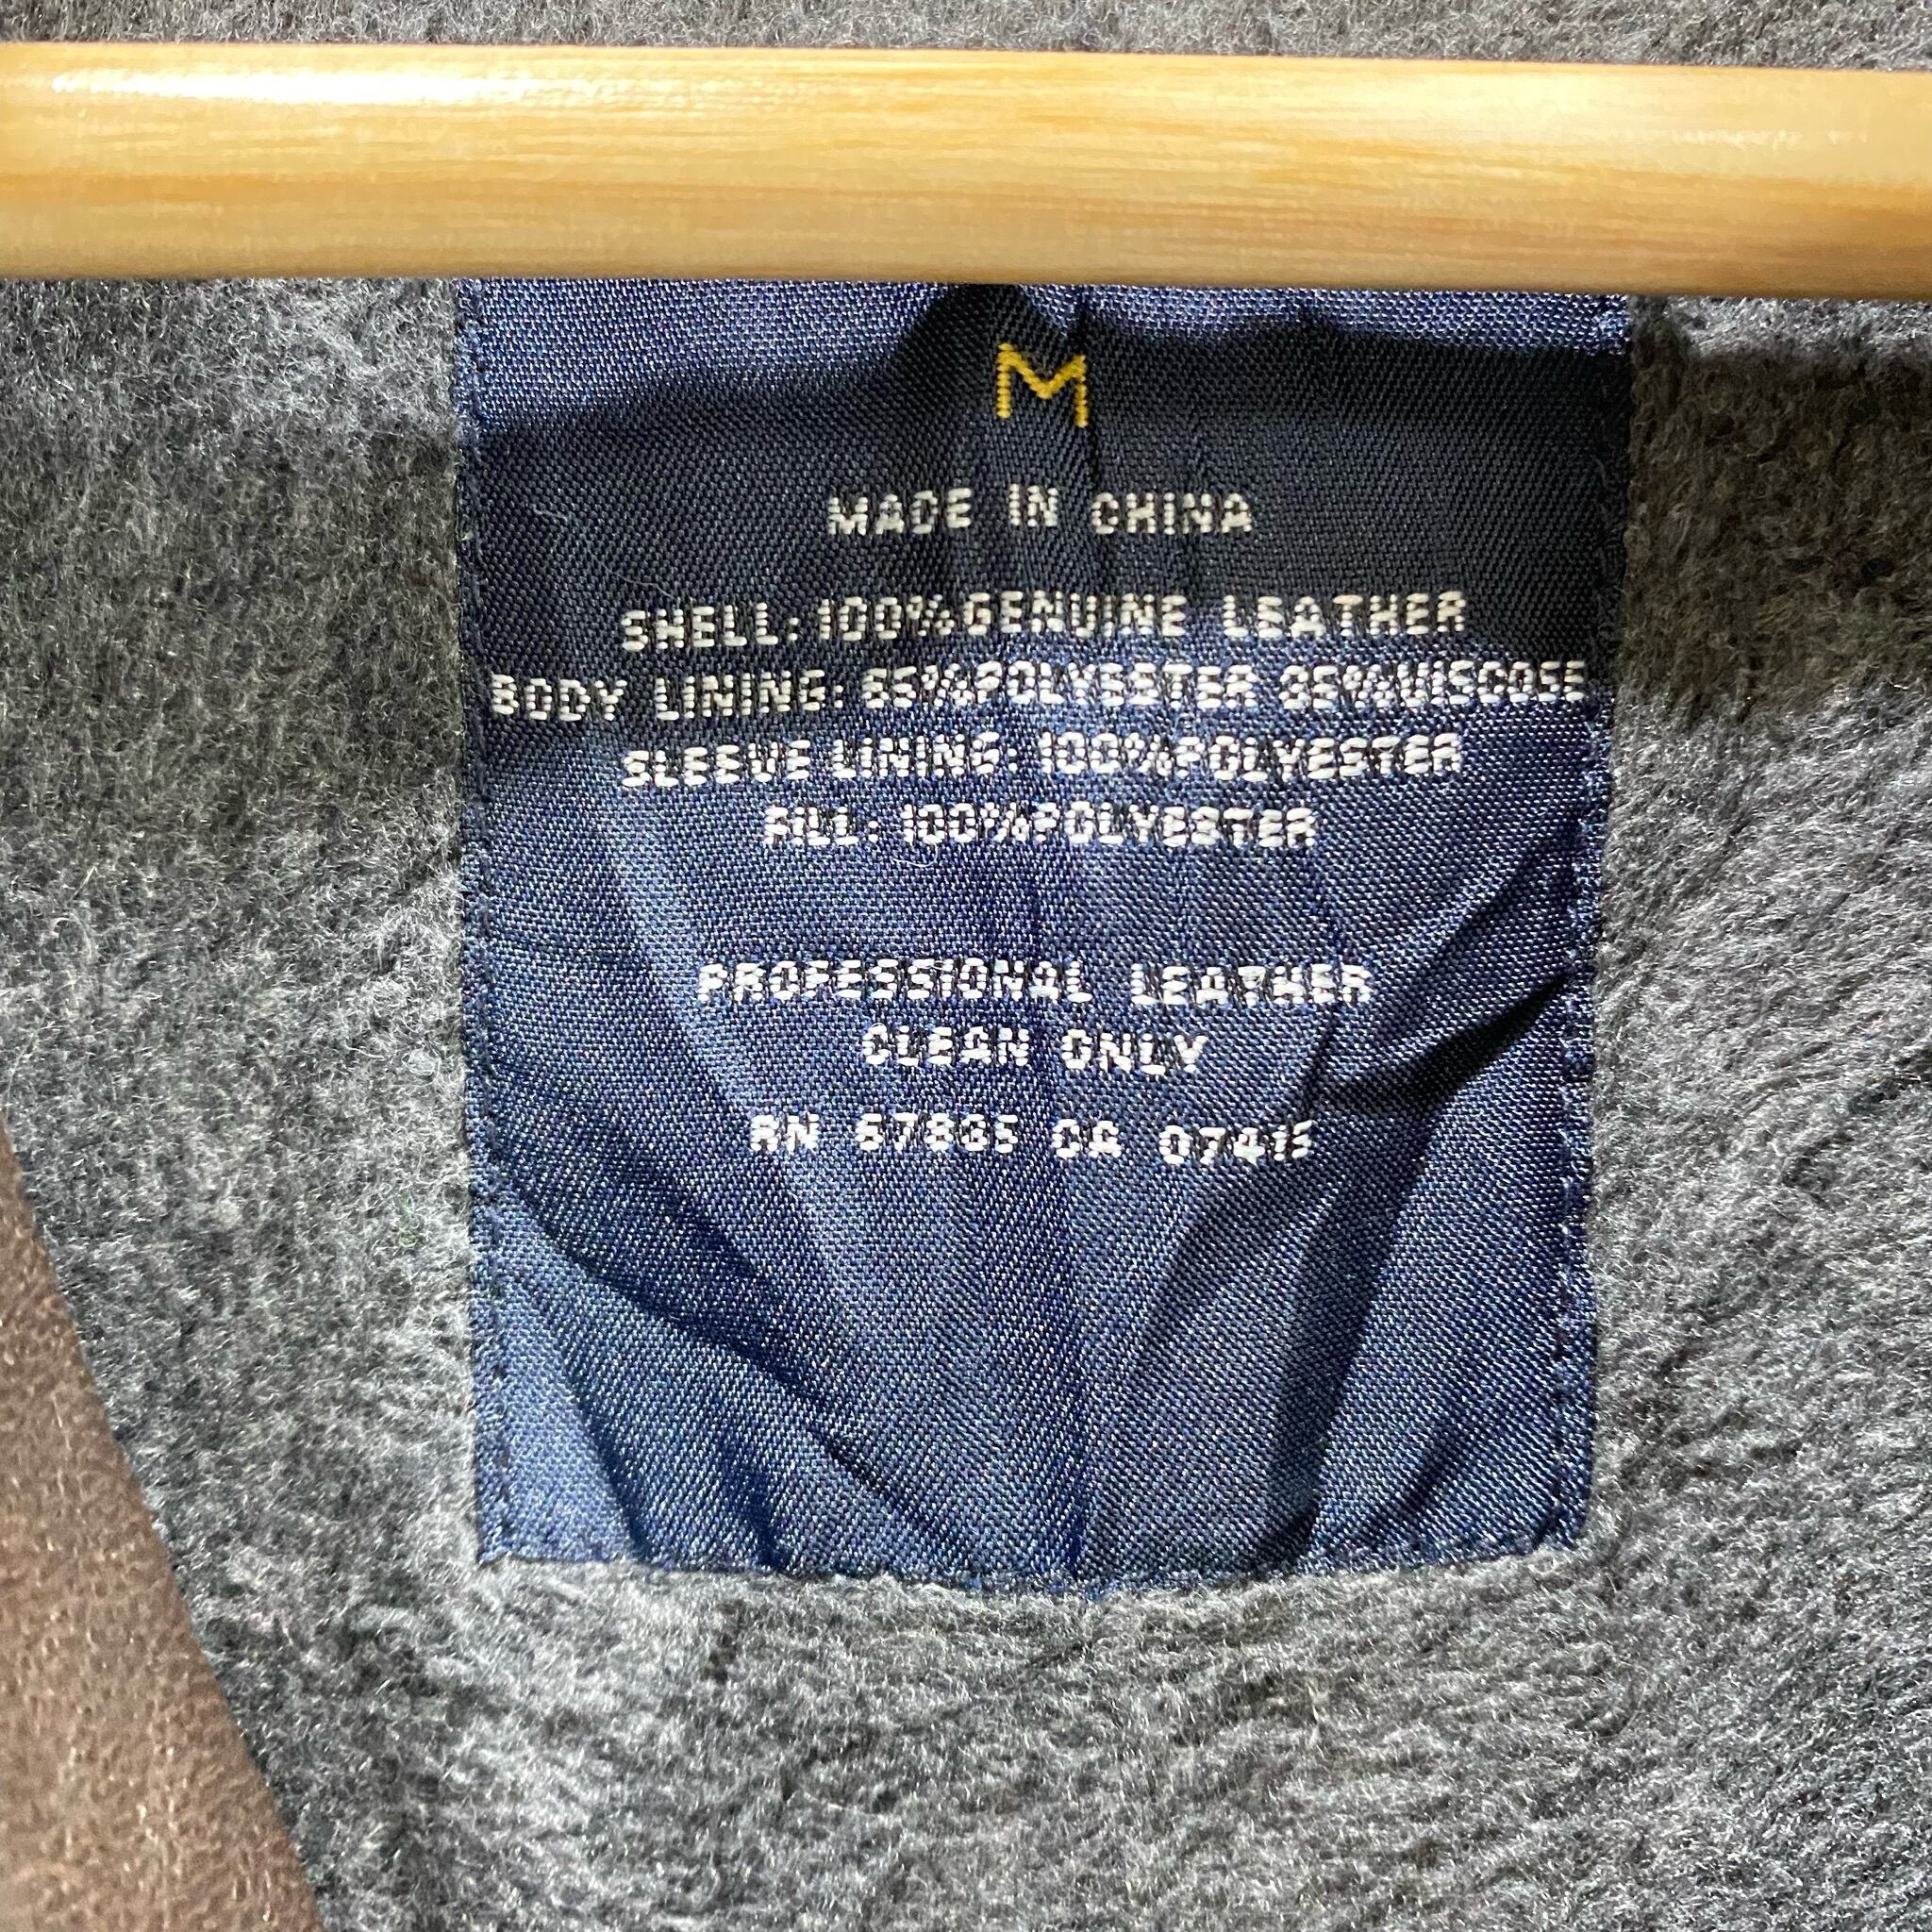 M
MADE IN CHINA
SHELL: 100%GENUINE LEATHER
BODY LINING: 65%POLYESTER 35%VISCOSE
SLEEVE LINING: 100%POLYESTER
FILL: 100%POLYESTER
PROFESSIONAL LEATHER
CLEAN ONLY
RN 67835 CA 07415